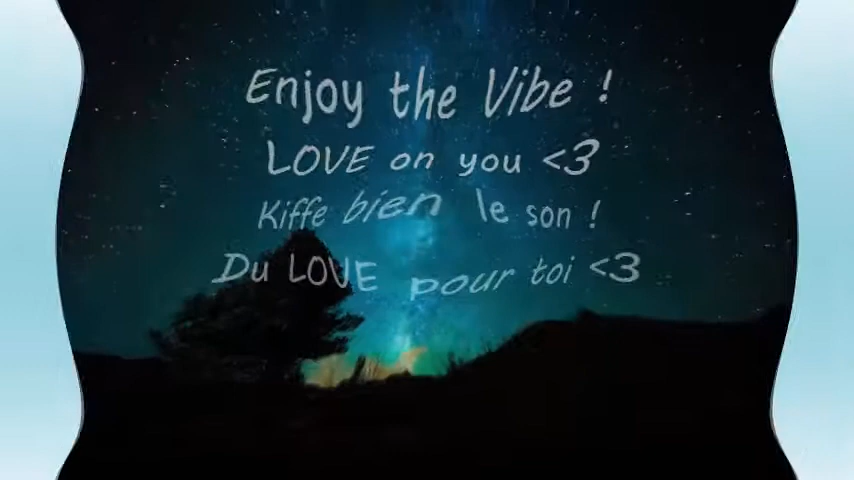 Enjoy the Vibe !
LOVE on you <3
Kiffe bien le son !
Du LOVE pour toi <3